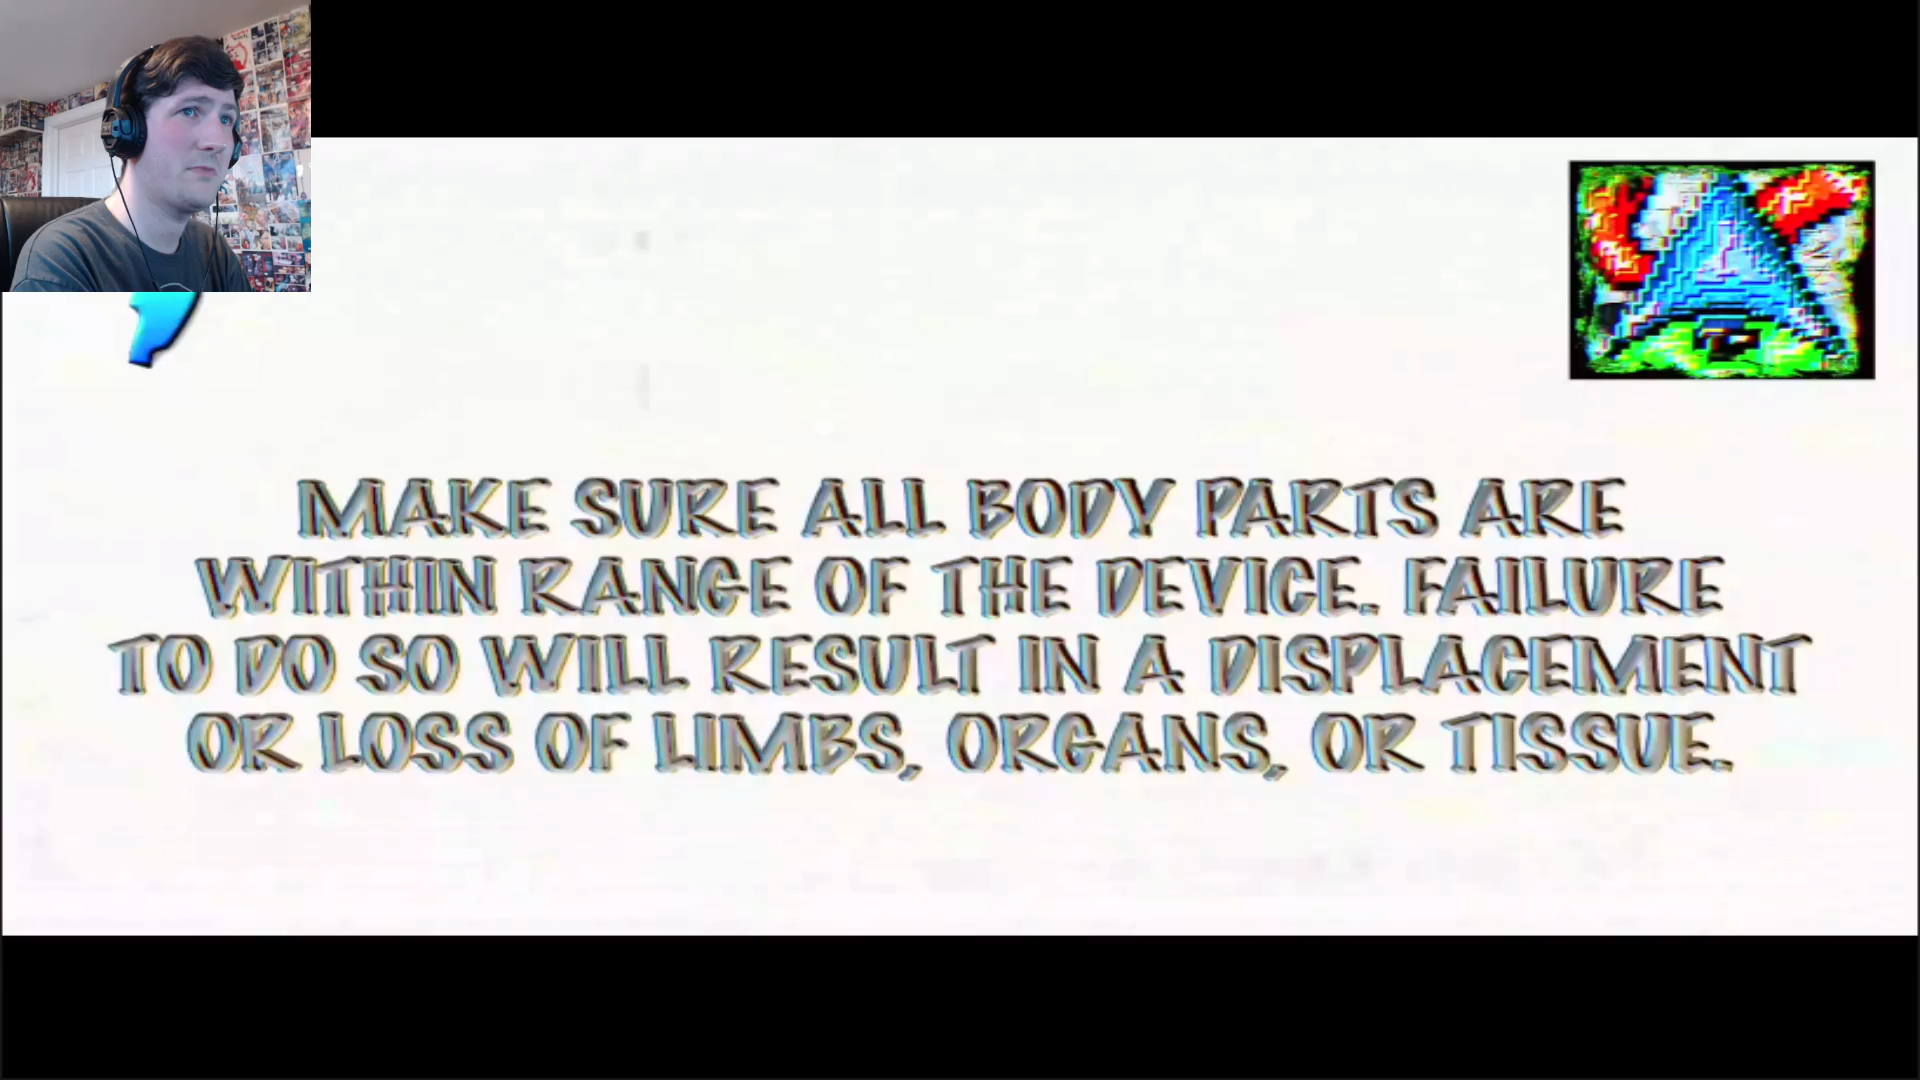 MAKE SURE ALL BODY PARTS ARE
WITHIN RANGE OF THE DEVICE. FAILURE
TO DO SO WILL RESULT IN A DISPLACEMENT
OR LOSS OF LIMBS, ORGANS, OR TISSUE.